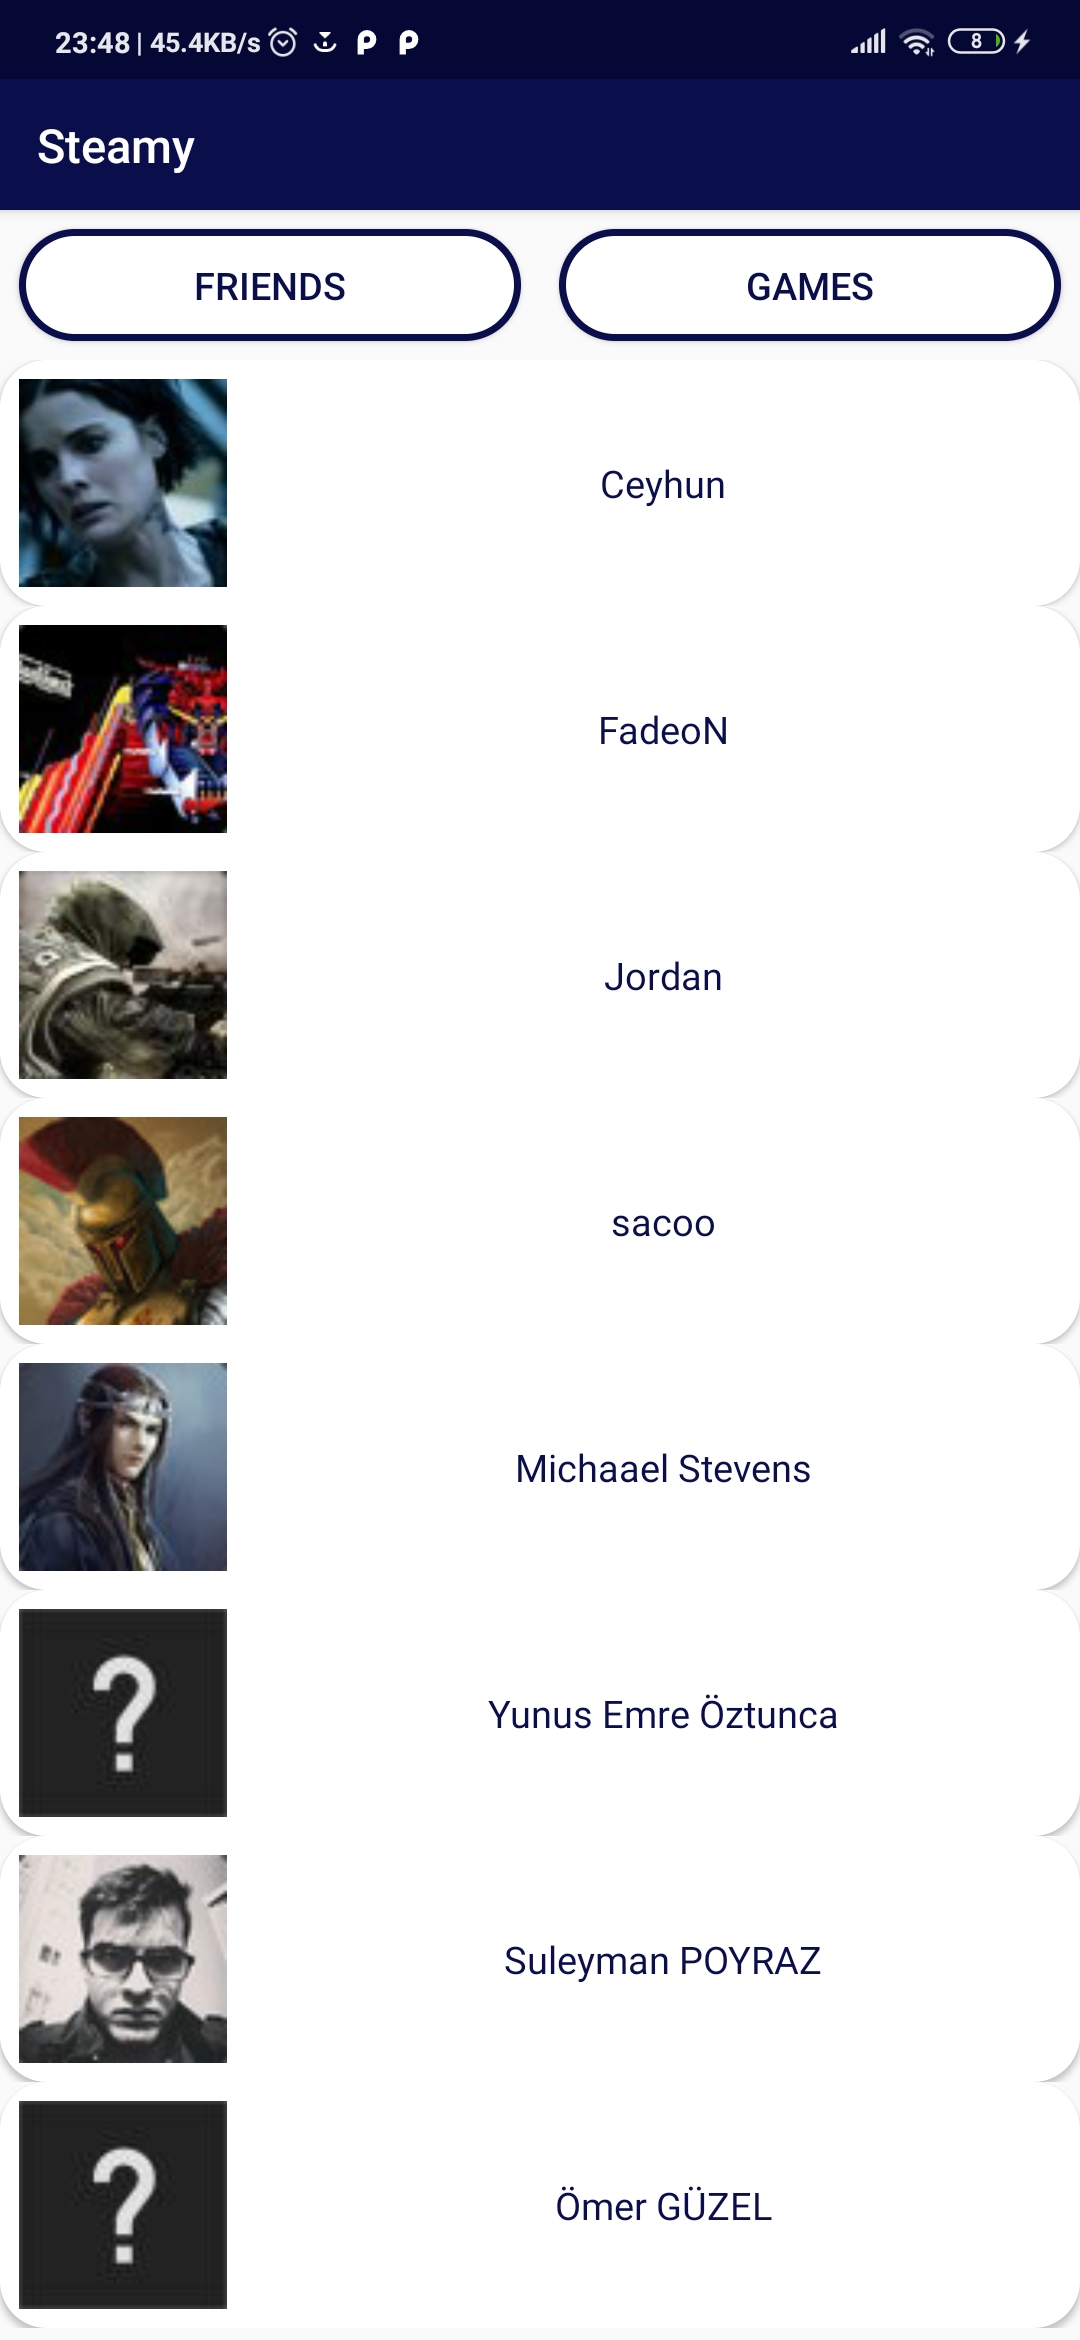 23:48 | 45.4KB/s
8
Steamy
FRIENDS
GAMES
Ceyhun
FadeoN
Jordan
sacoo
Michaael Stevens
?
Yunus Emre Öztunca
Suleyman POYRAZ
?
Ömer GÜZEL